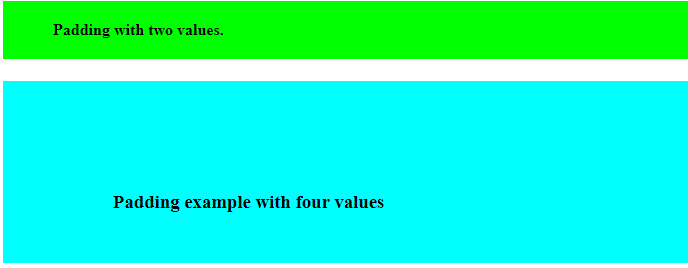 Padding with two values.
Padding example with four values